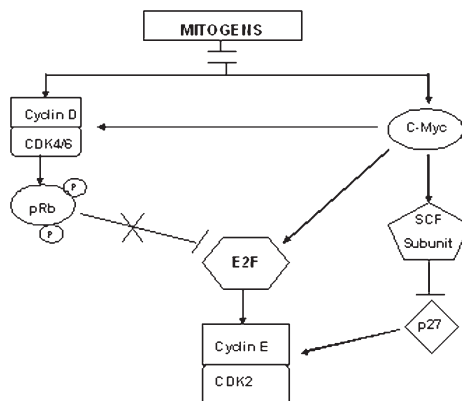 MITOGENS
Cyclin D
CDK4/6
C-Myc
pRb
P
P
SCF
Subunit
E2F
p27
Cyclin E
CDK2